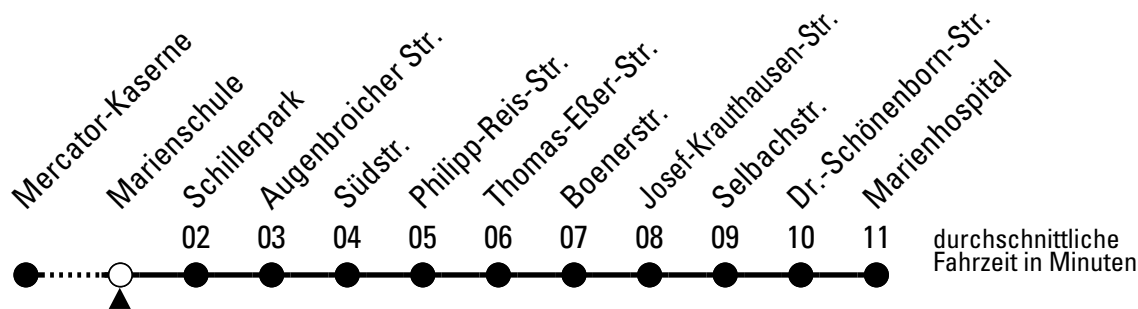 Mercator-Kaserne
Marienschule
Schillerpark
Augenbroicher Str.
Südstr.
Philipp-Reis-Str.
Thomas-Eßer-Str.
Boenerstr.
Josef-Krauthausen-Str.
Selbachstr.
Dr.-Schönenborn-Str.
Marienhospital
02 03 04 05 06 07 08 09 10 11
durchschnittliche
Fahrzeit in Minuten